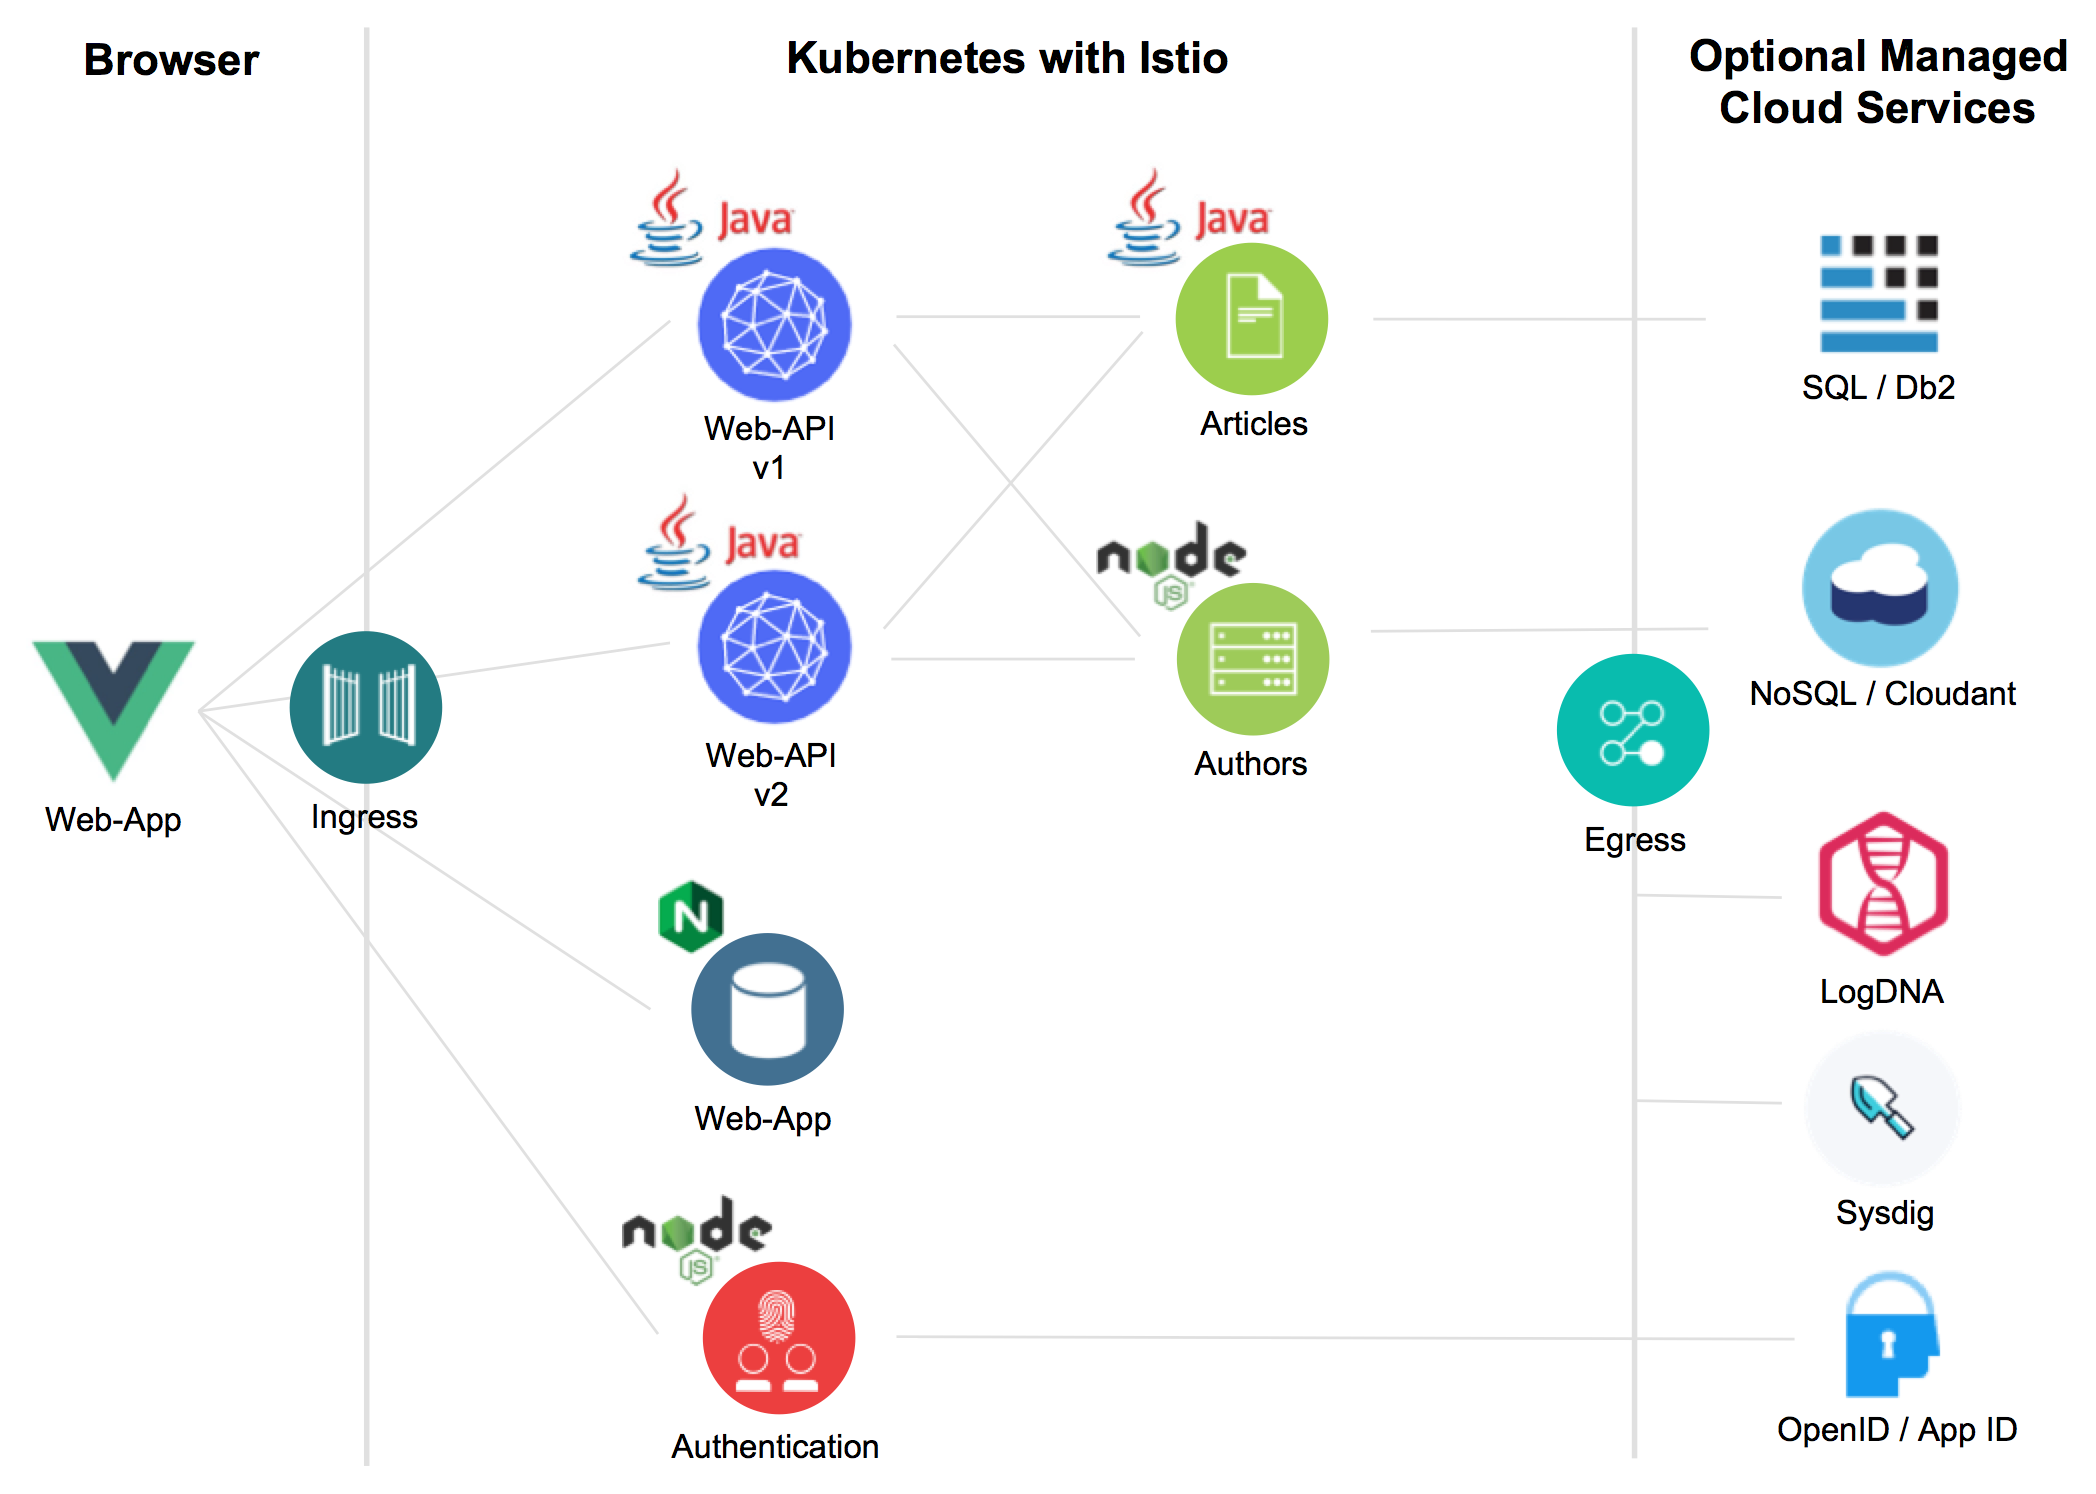 Browser
Kubernetes with Istio
Optional Managed
Cloud Services
Java
Java
Web-API
v1
Articles
SQL / Db2
Java
node
JS
Web-API
v2
Authors
NoSQL / Cloudant
Web-App
Ingress
Egress
N
LogDNA
Web-App
Sysdig
node
JS
Authentication
OpenID / App ID